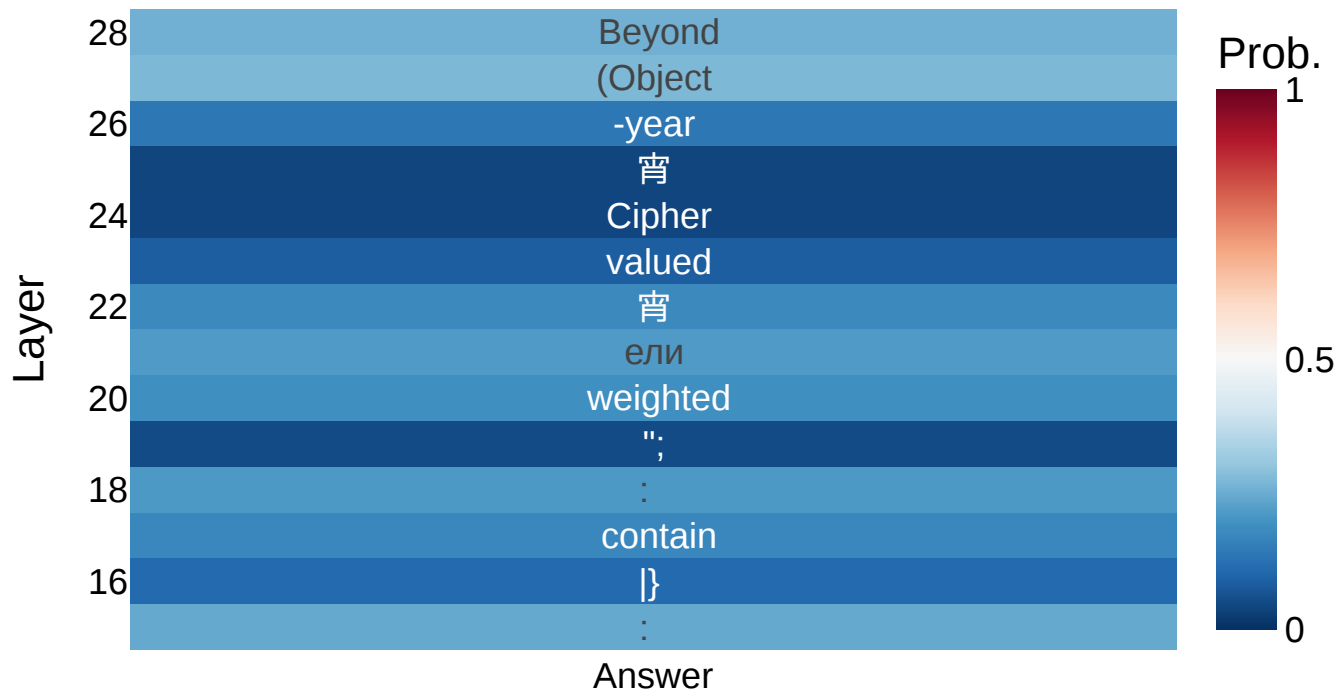 28
Beyond
Prob.
(Object
1
26
-year
宵
24
Cipher
valued
22
宵
ели
0.5
20
weighted
";
18
:
contain
16
|}
:
0
Layer
Answer